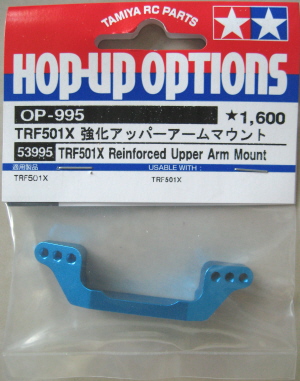 TAMIYA RC PARTS
HOP-UP OPTIONS
OP-995 ★1,600
TRF501X 強化アッパーアームマウント
53995 TRF501X Reinforced Upper Arm Mount
適用製品 USABLE WITH :
TRF501X TRF501X